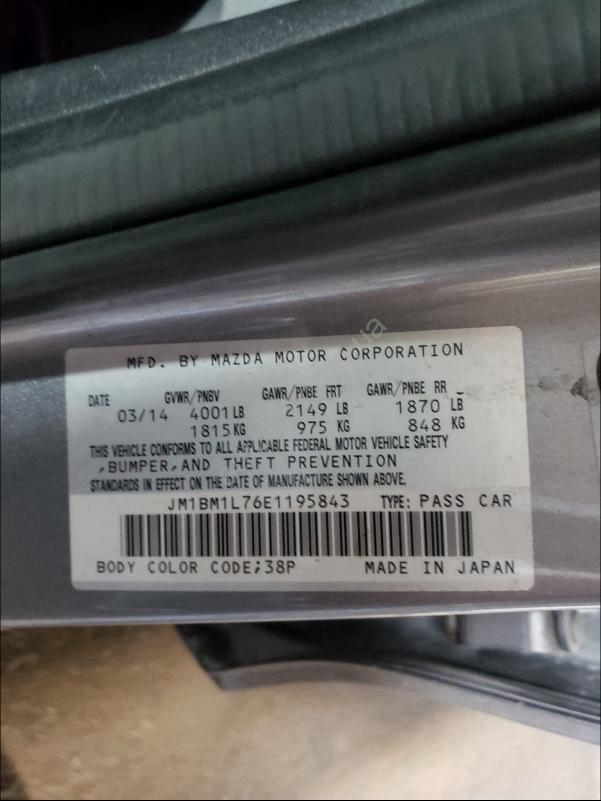 MFD. BY MAZDA MOTOR CORPORATION
DATE GVWR/PNBV GAWR/PNBE FRT GAWR/PNBE RR
03/14 4001 LB 2149 LB 1870 LB
1815 KG 975 KG 848 KG
THIS VEHICLE CONFORMS TO ALL APPLICABLE FEDERAL MOTOR VEHICLE SAFETY
,BUMPER,AND THEFT PREVENTION
STANDARDS IN EFFECT ON THE DATE OF MANUFACTURE SHOWN ABOVE.
JM1BM1L76E1195843 TYPE: PASS CAR
BODY COLOR CODE;38P MADE IN JAPAN